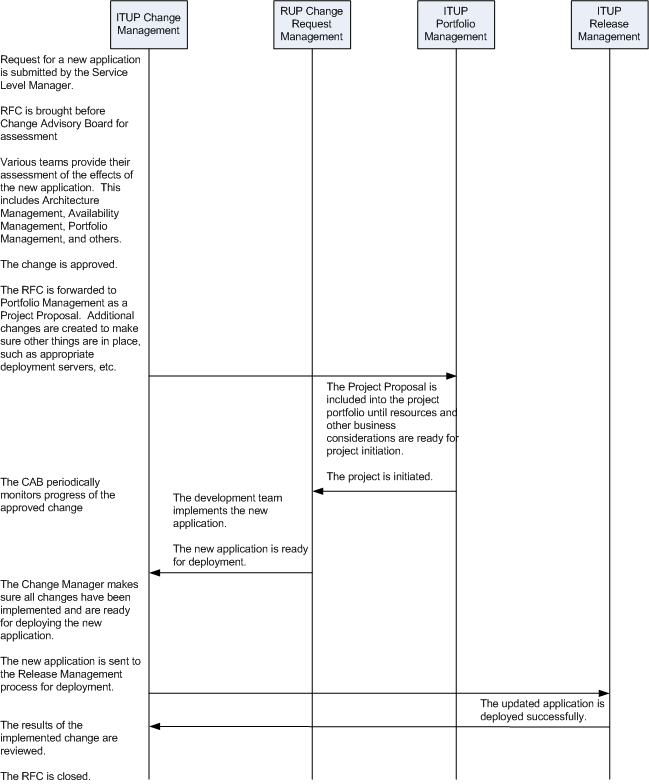 ITUP Change
Management
RUP Change
Request
Management
ITUP
Portfolio
Management
ITUP
Release
Management
Request for a new application
is submitted by the Service
Level Manager.
RFC is brought before
Change Advisory Board for
assessment
Various teams provide their
assessment of the effects of
the new application.  This
includes Architecture
Management, Availability
Management, Portfolio
Management, and others.
The change is approved.
The RFC is forwarded to
Portfolio Management as a
Project Proposal.  Additional
changes are created to make
sure other things are in place,
such as appropriate
deployment servers, etc.
The Project Proposal is
included into the project
portfolio until resources and
other business
considerations are ready for
project initiation.
The project is initiated.
The CAB periodically
monitors progress of the
approved change
The development team
implements the new
application.
The new application is ready
for deployment.
The Change Manager makes
sure all changes have been
implemented and are ready
for deploying the new
application.
The new application is sent to
the Release Management
process for deployment.
The updated application is
deployed successfully.
The results of the
implemented change are
reviewed.
The RFC is closed.